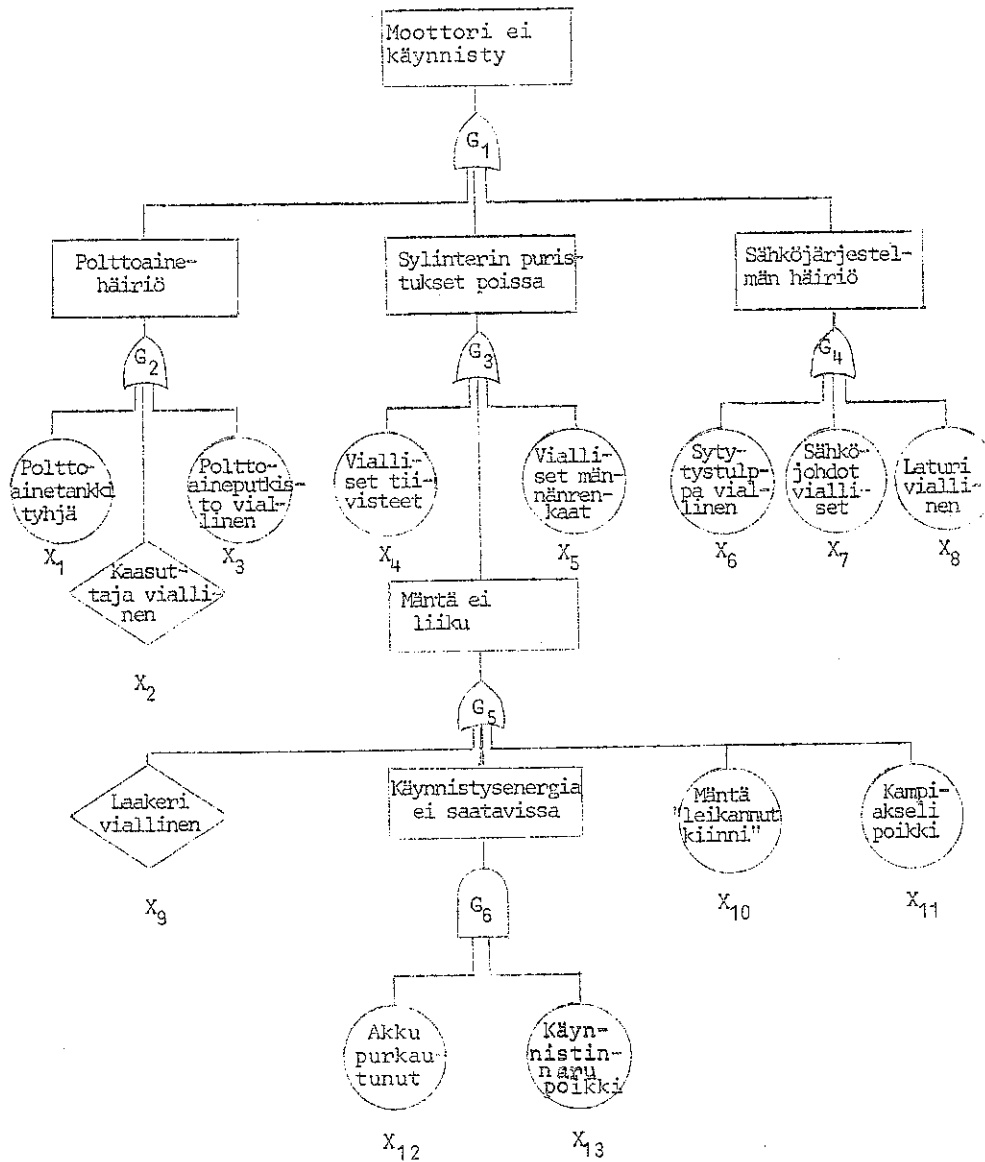 Moottori ei
käynnisty
G1
Polttoaine-
häiriö
Sylinterin puris-
tukset poissa
Sähköjärjestel-
män häiriö
G2
G3
G4
Poltto-
ainetankki
tyhjä
X1
Kaasut-
taja vialli-
nen
X2
Poltto-
aineputkis-
to vial-
linen
X3
Vialli-
set tii-
visteet
X4
Vialli-
set män-
nänren-
kaat
X5
Syty-
tystulp-
pa vial-
linen
X6
Sähkö-
johdot
vialli-
set
X7
Laturi
vialli-
nen
X8
Mäntä ei
liiku
G5
Laakeri
viallinen
X9
Käynnistysenergia
ei saatavissa
Mäntä
"leikannut
kiinni"
X10
Kampi-
akseli
poikki
X11
G6
Akku
purkau-
tunut
X12
Käyn-
nistin-
naru
poikki
X13